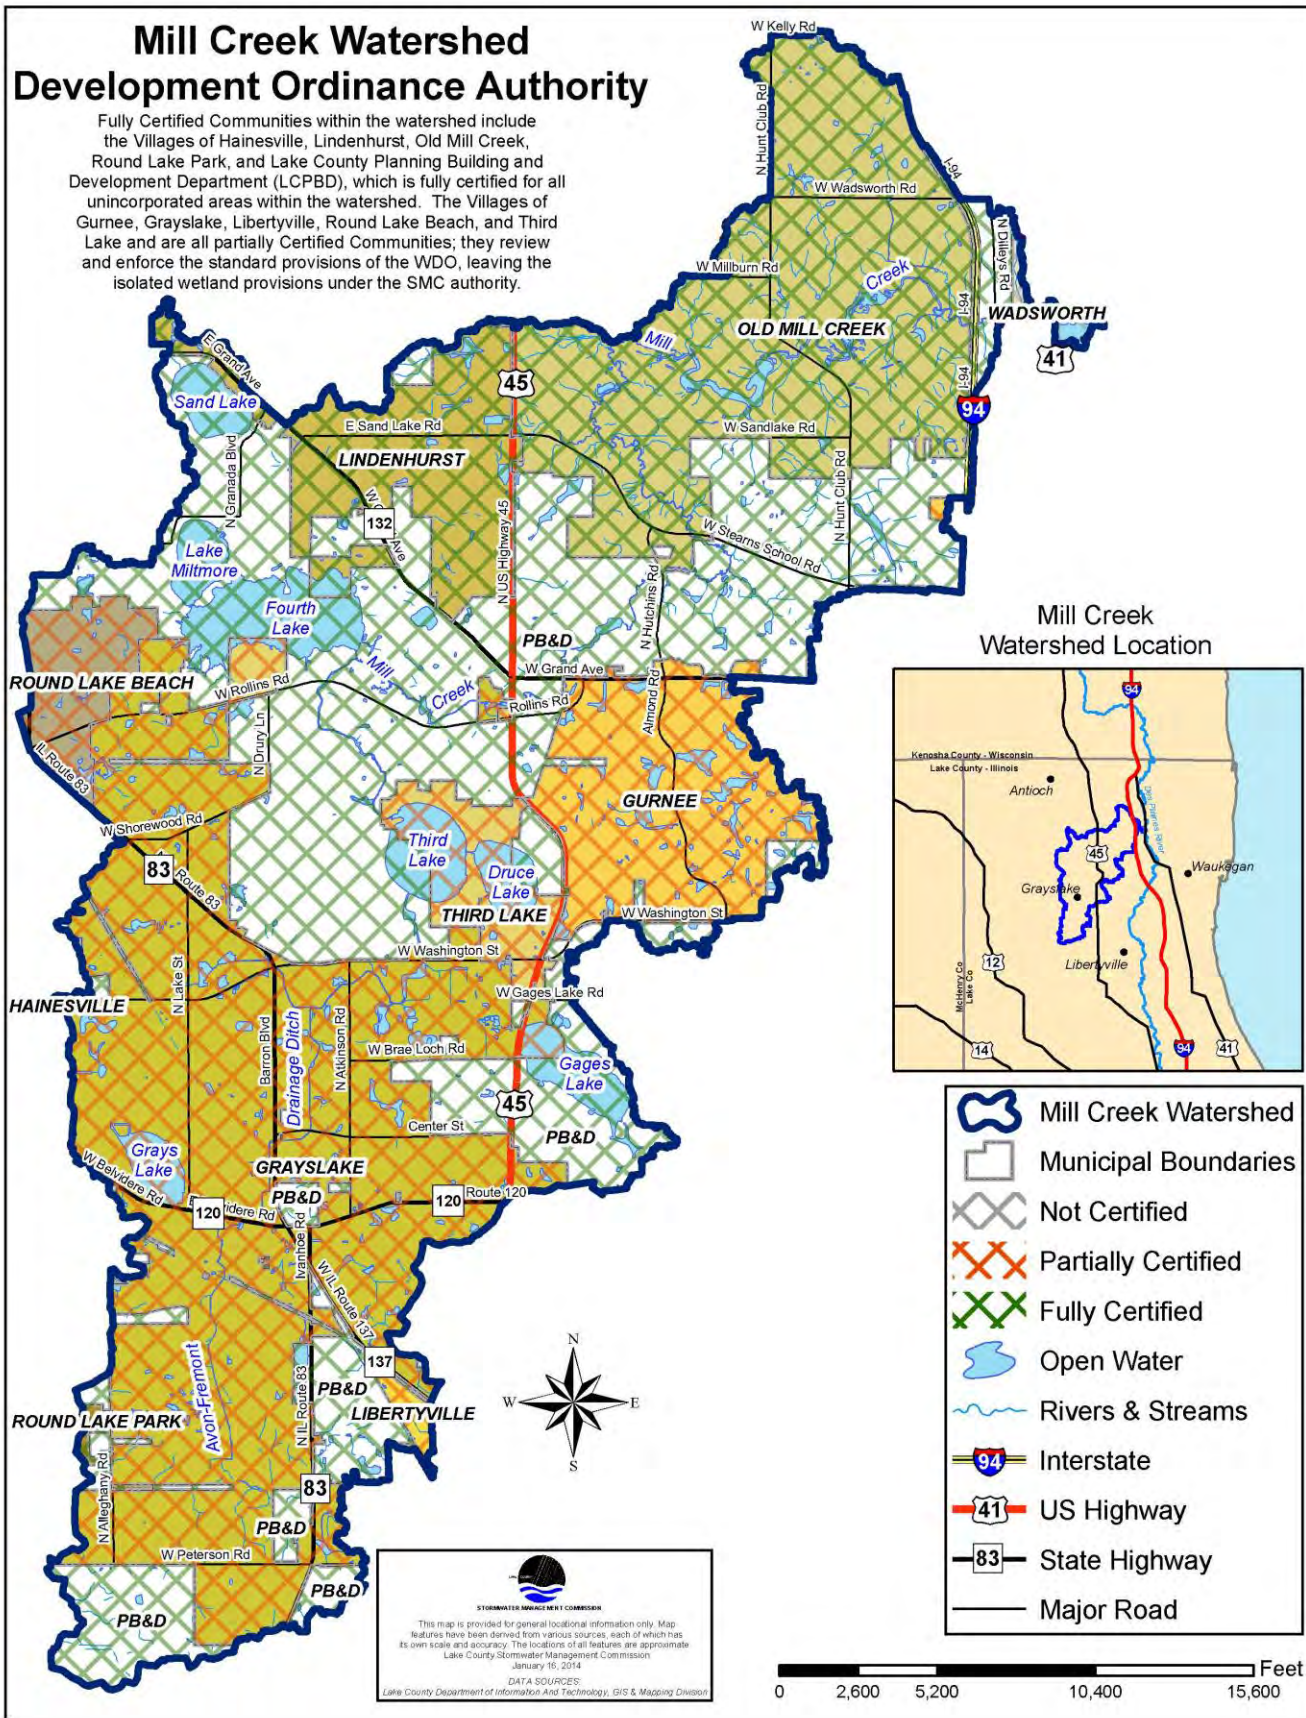 Mill Creek Watershed
Development Ordinance Authority
Fully Certified Communities within the watershed include
the Villages of Hainesville, Lindenhurst, Old Mill Creek,
Round Lake Park, and Lake County Planning Building and
Development Department (LCPBD), which is fully certified for all
unincorporated areas within the watershed. The Villages of
Gurnee, Grayslake, Libertyville, Round Lake Beach, and Third
Lake and are all partially Certified Communities; they review
and enforce the standard provisions of the WDO, leaving the
isolated wetland provisions under the SMC authority.
W Kelly Rd
N Hunt Club Rd
I-94
W Wadsworth Rd
N Dilleys Rd
W Millburn Rd
Creek
WADSWORTH
OLD MILL CREEK
I-94
Mill
41
E Grand Ave
45
I-94
Sand Lake
94
E Sand Lake Rd
W Sandlake Rd
LINDENHURST
N Granada Blvd
N Hunt Club Rd
132
Ave
N US Highway 45
W Stearns School Rd
Lake
Miltmore
Fourth
Lake
N Hutchins Rd
PB&D
Mill
Creek
W Grand Ave
ROUND LAKE BEACH
W Rollins Rd
Rollins Rd
Almond Rd
N Drury Ln
IL Route 83
GURNEE
W Shorewood Rd
Third
Lake
Druce
Lake
83
Route 83
THIRD LAKE
W Washington St
W Washington St
N Lake St
W Gages Lake Rd
HAINESVILLE
Barron Blvd
Drainage Ditch
N Atkinson Rd
W Brae Loch Rd
Gages
Lake
45
Center St
PB&D
Grays
Lake
W Belvidere Rd
GRAYSLAKE
PB&D
120
120
Route 120
Ivanhoe Rd
W IL Route 137
137
PB&D
N IL Route 83
Avon-Fremont
ROUND LAKE PARK
LIBERTYVILLE
N Alleghany Rd
83
PB&D
W Peterson Rd
PB&D
PB&D
N
W
E
S
Mill Creek
Watershed Location
94
Kenosha County - Wisconsin
Lake County - Illinois
Antioch
Des Plaines River
45
Waukegan
Grayslake
Libertyville
12
McHenry Co
Lake Co
14
94
41
Mill Creek Watershed
Municipal Boundaries
Not Certified
Partially Certified
Fully Certified
Open Water
Rivers & Streams
94 Interstate
41 US Highway
83 State Highway
Major Road
STORMWATER MANAGEMENT COMMISSION
This map is provided for general locational information only. Map
features have been derived from various sources, each of which has
its own scale and accuracy. The locations of all features are approximate
Lake County Stormwater Management Commission
January 16, 2014
DATA SOURCES:
Lake County Department of Information And Technology, GIS & Mapping Division
Feet
0 2,600 5,200 10,400 15,600